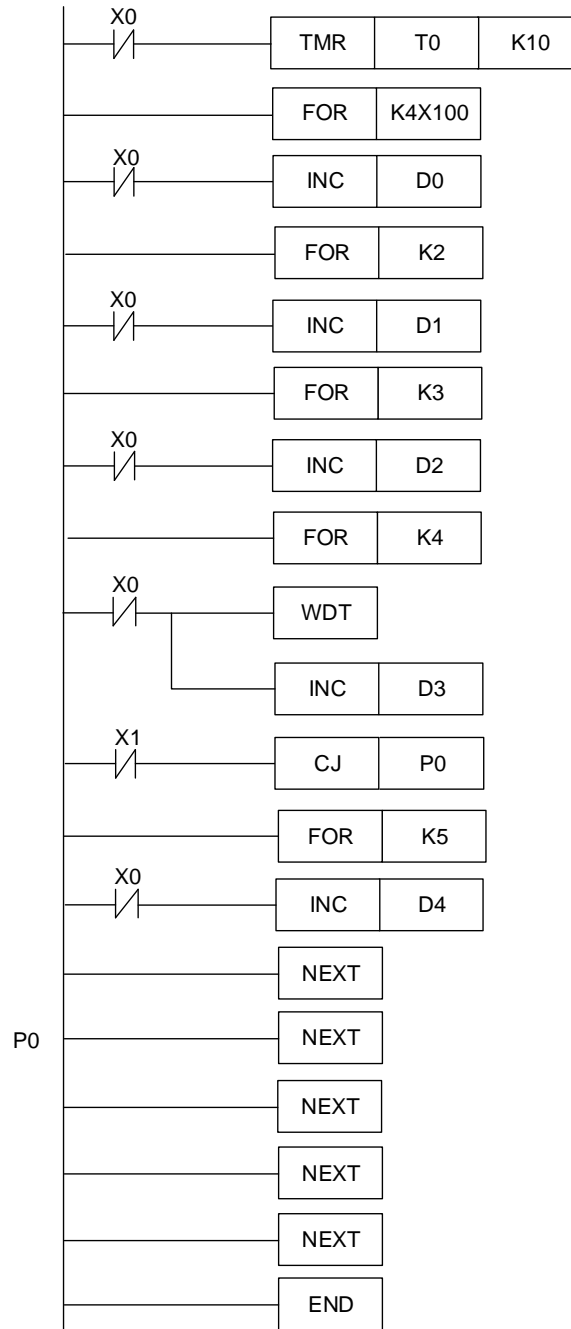 X0
TMR T0 K10
FOR K4X100
X0
INC D0
FOR K2
X0
INC D1
FOR K3
X0
INC D2
FOR K4
X0
WDT
INC D3
X1
CJ P0
FOR K5
X0
INC D4
NEXT
P0 NEXT
NEXT
NEXT
NEXT
END